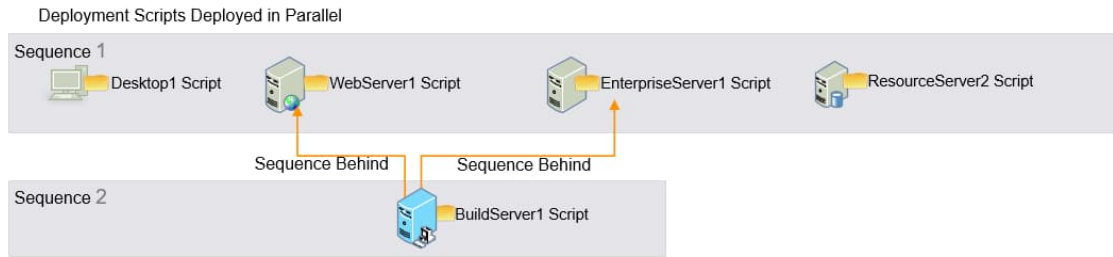 Deployment Scripts Deployed in Parallel
Sequence 1
Desktop1 Script
WebServer1 Script
EnterpriseServer1 Script
ResourceServer2 Script
Sequence Behind
Sequence Behind
Sequence 2
BuildServer1 Script